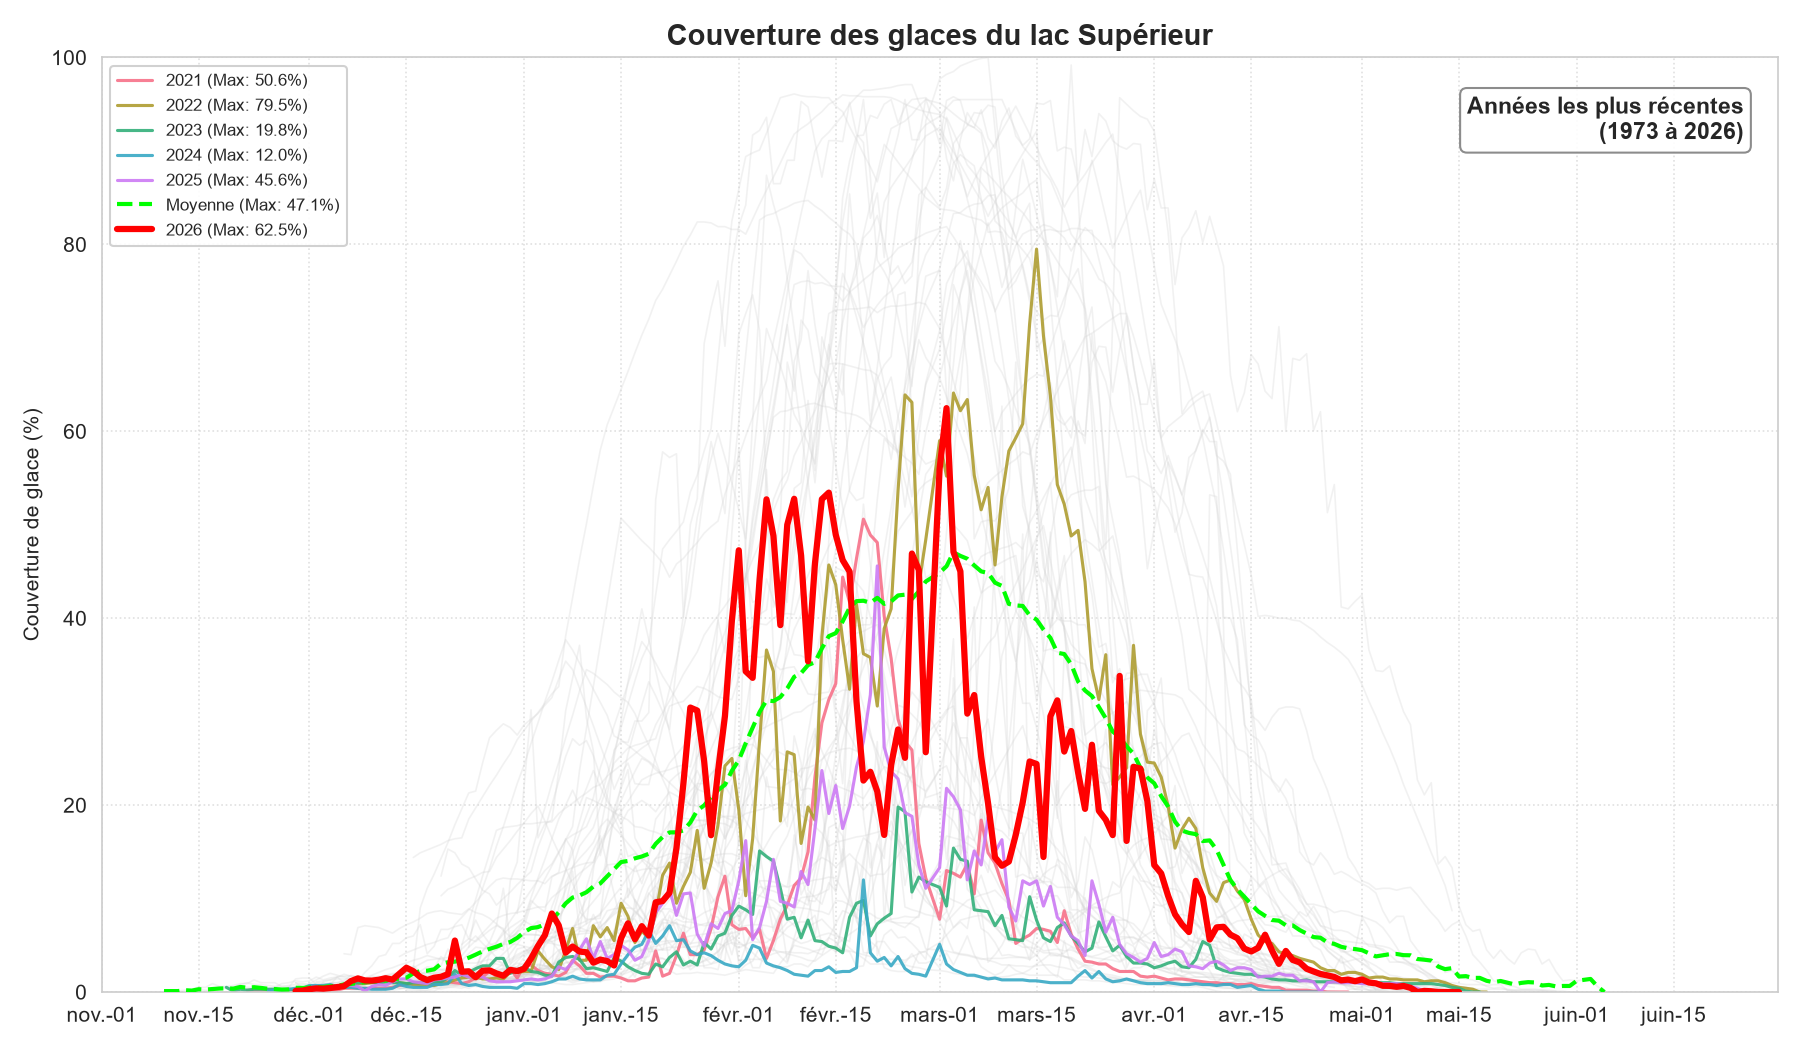 Couverture des glaces du lac Supérieur
100
80
60
40
20
0
Couverture de glace (%)
2021 (Max: 50.6%)
2022 (Max: 79.5%)
2023 (Max: 19.8%)
2024 (Max: 12.0%)
2025 (Max: 45.6%)
Moyenne (Max: 47.1%)
2026 (Max: 62.5%)
Années les plus récentes
(1973 à 2026)
nov.-01 nov.-15 déc.-01 déc.-15 janv.-01 janv.-15 févr.-01 févr.-15 mars-01 mars-15 avr.-01 avr.-15 mai-01 mai-15 juin-01 juin-15